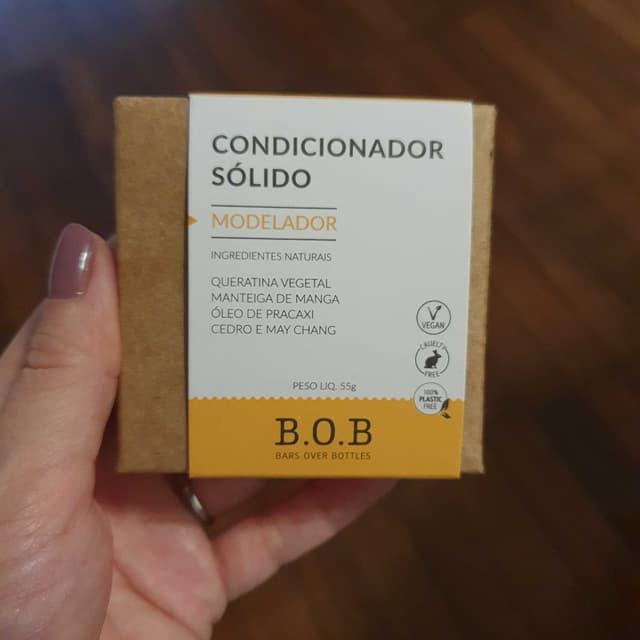 CONDICIONADOR
SÓLIDO
MODELADOR
INGREDIENTES NATURAIS
QUERATINA VEGETAL
MANTEIGA DE MANGA
ÓLEO DE PRACAXI
CEDRO E MAY CHANG
VEGAN
CRUELTY
FREE
100%
PLASTIC
FREE
PESO LIQ. 55g
B.O.B
BARS OVER BOTTLES